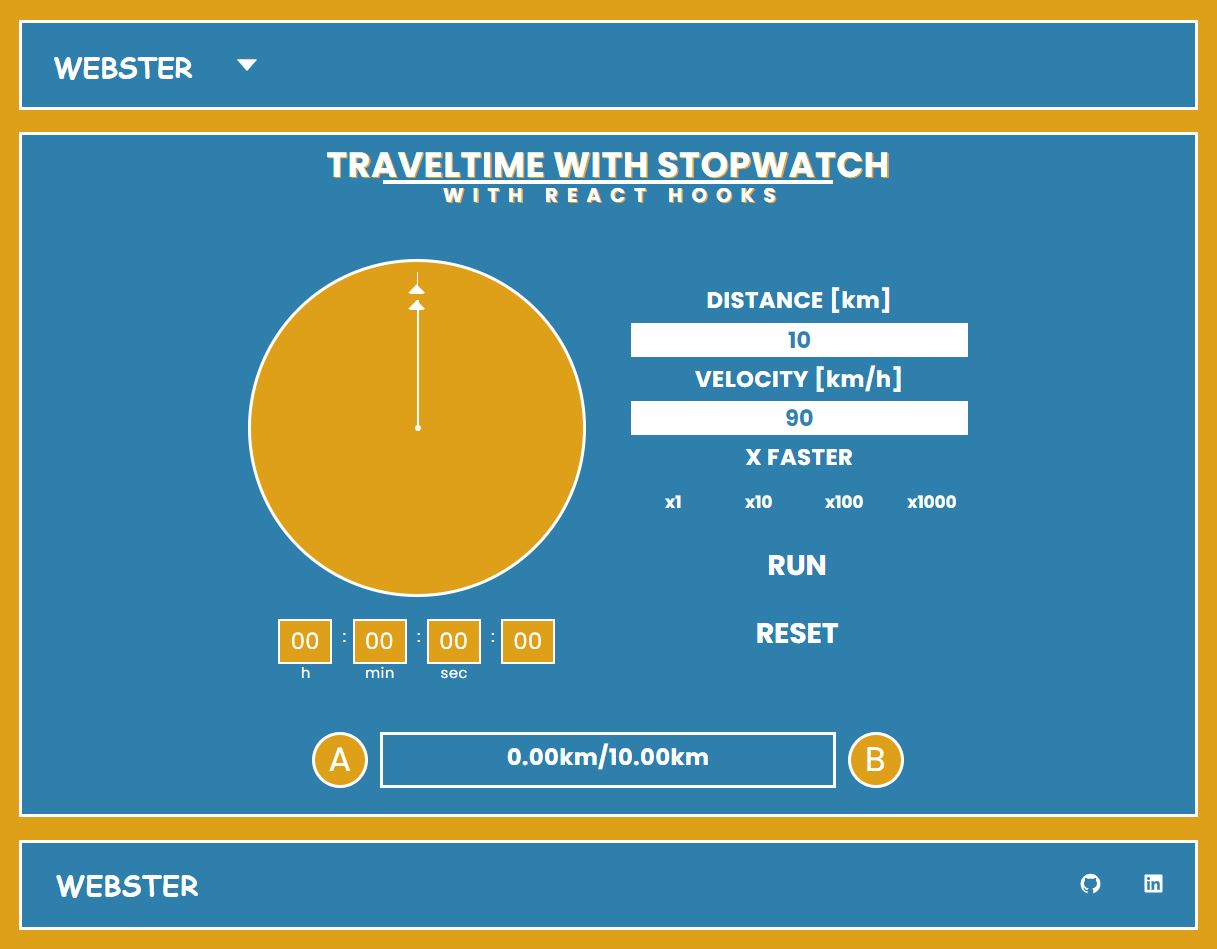 WEBSTER
TRAVELTIME WITH STOPWATCH
WITH REACT HOOKS
DISTANCE [km]
10
VELOCITY [km/h]
90
X FASTER
x1 x10 x100 x1000
RUN
RESET
00 : 00 : 00 : 00
h min sec
A 0.00km/10.00km B
WEBSTER in